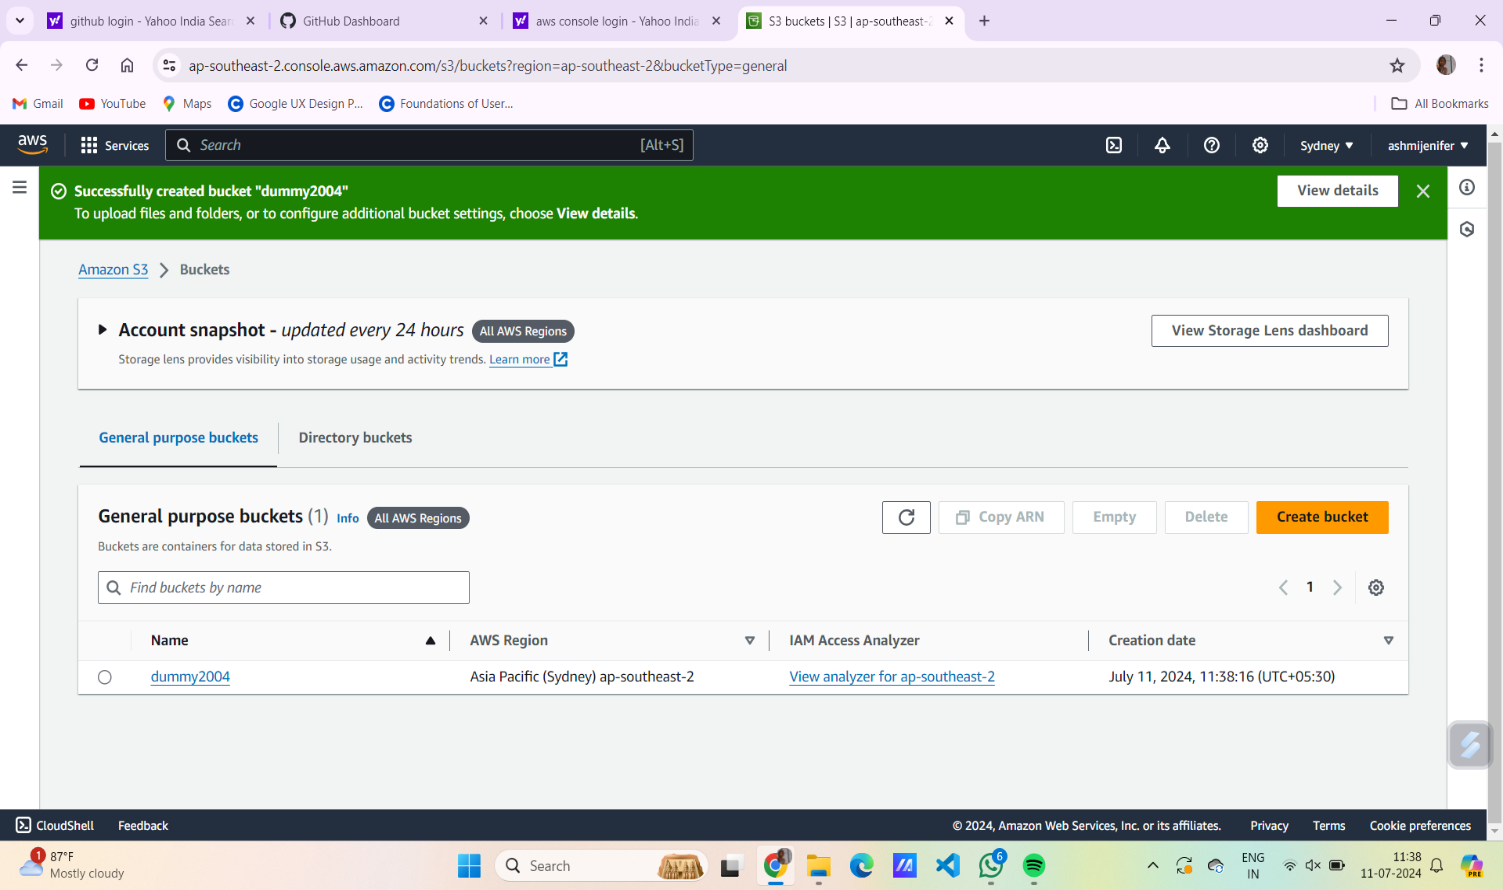 github login - Yahoo India Sear
GitHub Dashboard
aws console login - Yahoo India
S3 buckets | S3 | ap-southeast-2
ap-southeast-2.console.aws.amazon.com/s3/buckets?region=ap-southeast-2&bucketType=general
Gmail
YouTube
Maps
Google UX Design P...
Foundations of User...
All Bookmarks
aws
Services
Search
[Alt+S]
Sydney
ashmijenifer
Successfully created bucket "dummy2004"
To upload files and folders, or to configure additional bucket settings, choose View details.
View details
Amazon S3
Buckets
Account snapshot - updated every 24 hours
All AWS Regions
View Storage Lens dashboard
Storage lens provides visibility into storage usage and activity trends. Learn more
General purpose buckets
Directory buckets
General purpose buckets (1)
Info
All AWS Regions
Copy ARN
Empty
Delete
Create bucket
Buckets are containers for data stored in S3.
Find buckets by name
1
Name
AWS Region
IAM Access Analyzer
Creation date
dummy2004
Asia Pacific (Sydney) ap-southeast-2
View analyzer for ap-southeast-2
July 11, 2024, 11:38:16 (UTC+05:30)
CloudShell
Feedback
© 2024, Amazon Web Services, Inc. or its affiliates.
Privacy
Terms
Cookie preferences
1
87°F
Mostly cloudy
Search
6
ENG
IN
11:38
11-07-2024
PRE